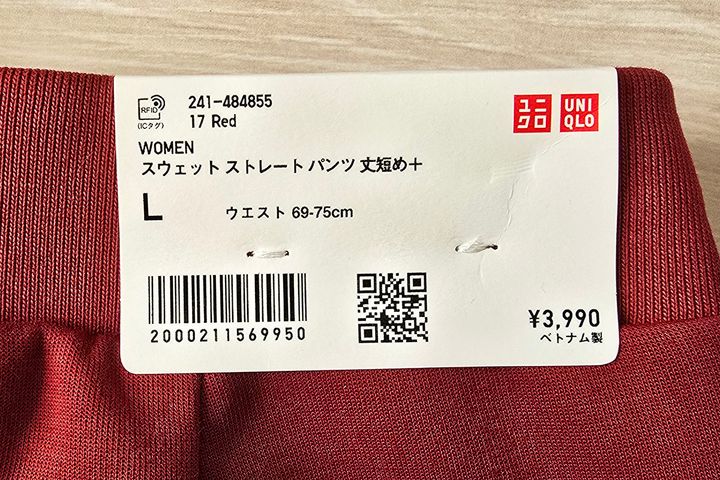 241-484855
17 Red
RFID
(ICタグ)
ユニ
クロ
UNI
QLO
WOMEN
スウェット ストレート パンツ 丈短め＋
L
ウエスト 69-75cm
2000211569950
¥3,990
ベトナム製